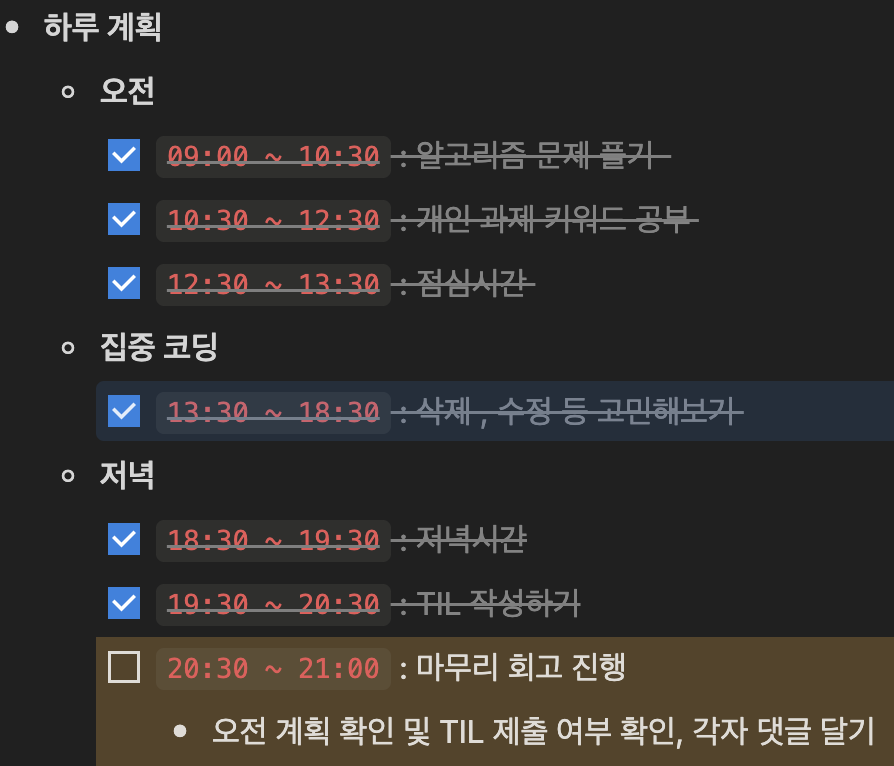 하루 계획
오전
09:00 ~ 10:30 : 알고리즘 문제 풀기
10:30 ~ 12:30 : 개인 과제 키워드 공부
12:30 ~ 13:30 : 점심시간
집중 코딩
13:30 ~ 18:30 : 삭제 , 수정 등 고민해보기
저녁
18:30 ~ 19:30 : 저녁시간
19:30 ~ 20:30 : TIL 작성하기
20:30 ~ 21:00 : 마무리 회고 진행
오전 계획 확인 및 TIL 제출 여부 확인, 각자 댓글 달기